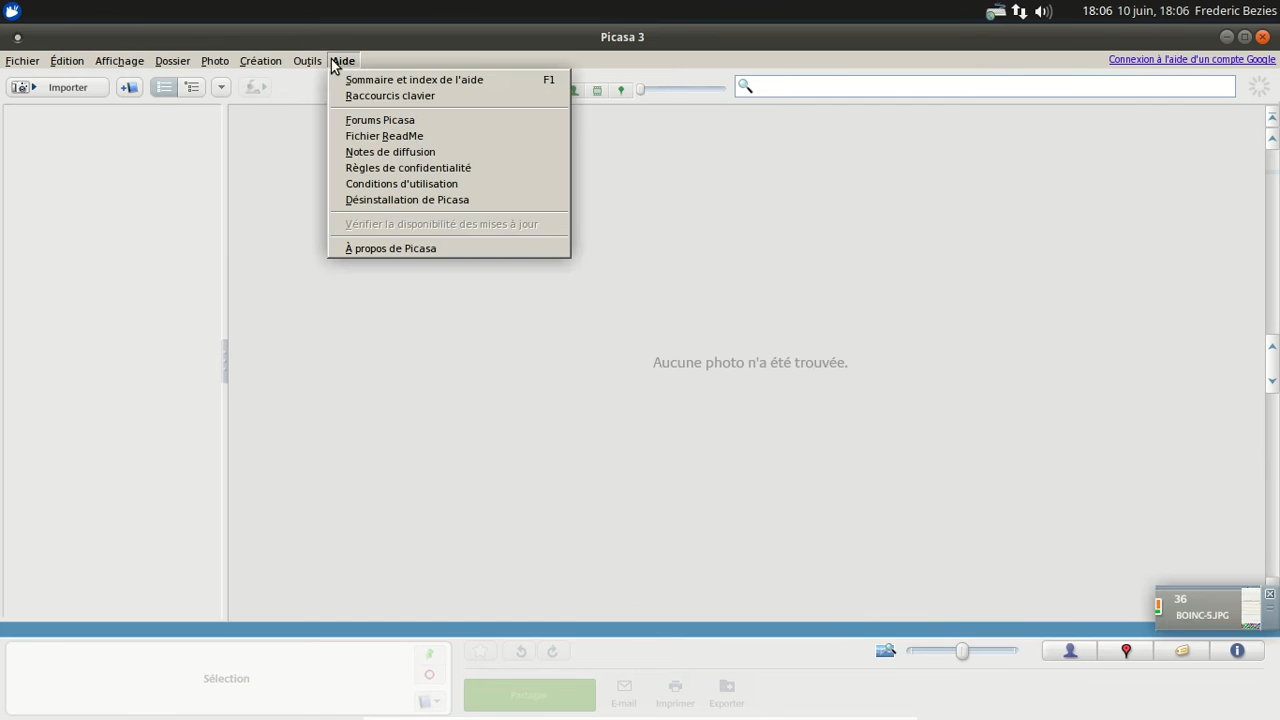 18:06 10 juin, 18:06 Frederic Bezies
Picasa 3
Fichier Édition Affichage Dossier Photo Création Outils Aide Connexion à l'aide d'un compte Google
Importer
Sommaire et index de l'aide F1
Raccourcis clavier
Forums Picasa
Fichier ReadMe
Notes de diffusion
Règles de confidentialité
Conditions d'utilisation
Désinstallation de Picasa
Vérifier la disponibilité des mises à jour
À propos de Picasa
Aucune photo n'a été trouvée.
36
BOINC-5.JPG
Sélection
Partager
E-mail Imprimer Exporter